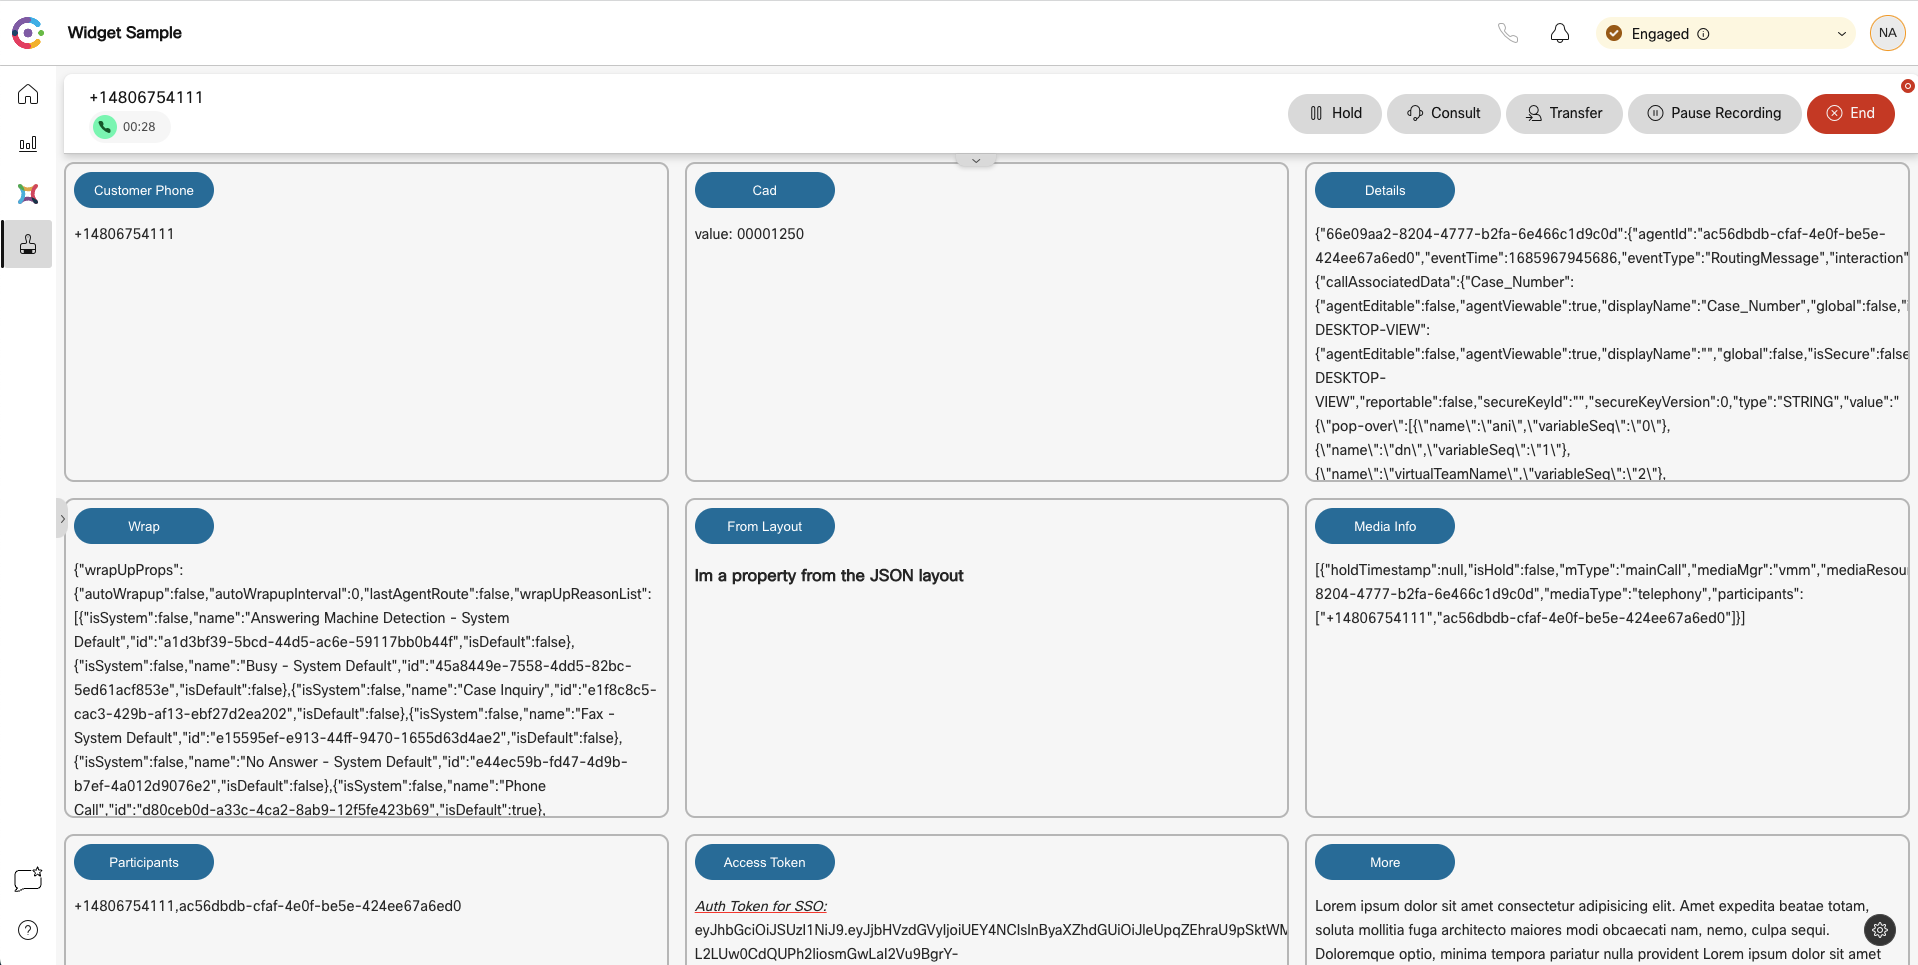 Widget Sample
Engaged
NA
+14806754111
00:28
Hold
Consult
Transfer
Pause Recording
End
Customer Phone
+14806754111
Cad
value: 00001250
Details
{"66e09aa2-8204-4777-b2fa-6e466c1d9c0d":{"agentId":"ac56dbdb-cfaf-4e0f-be5e-
424ee67a6ed0","eventTime":1685967945686,"eventType":"RoutingMessage","interaction"
{"callAssociatedData":{"Case_Number":
{"agentEditable":false,"agentViewable":true,"displayName":"Case_Number","global":false,"
DESKTOP-VIEW":
{"agentEditable":false,"agentViewable":true,"displayName":"","global":false,"isSecure":false
DESKTOP-
VIEW","reportable":false,"secureKeyId":"","secureKeyVersion":0,"type":"STRING","value":"
{\"pop-over\":[{\"name\":\"ani\",\"variableSeq\":\"0\"},
{\"name\":\"dn\",\"variableSeq\":\"1\"},
{\"name\":\"virtualTeamName\",\"variableSeq\":\"2\"},
Wrap
{"wrapUpProps":
{"autoWrapup":false,"autoWrapupInterval":0,"lastAgentRoute":false,"wrapUpReasonList":
[{"isSystem":false,"name":"Answering Machine Detection - System
Default","id":"a1d3bf39-5bcd-44d5-ac6e-59117bb0b44f","isDefault":false},
{"isSystem":false,"name":"Busy - System Default","id":"45a8449e-7558-4dd5-82bc-
5ed61acf853e","isDefault":false},{"isSystem":false,"name":"Case Inquiry","id":"e1f8c8c5-
cac3-429b-af13-ebf27d2ea202","isDefault":false},{"isSystem":false,"name":"Fax -
System Default","id":"e15595ef-e913-44ff-9470-1655d63d4ae2","isDefault":false},
{"isSystem":false,"name":"No Answer - System Default","id":"e44ec59b-fd47-4d9b-
b7ef-4a012d9076e2","isDefault":false},{"isSystem":false,"name":"Phone
Call","id":"d80ceb0d-a33c-4ca2-8ab9-12f5fe423b69","isDefault":true},
From Layout
Im a property from the JSON layout
Media Info
[{"holdTimestamp":null,"isHold":false,"mType":"mainCall","mediaMgr":"vmm","mediaResou
8204-4777-b2fa-6e466c1d9c0d","mediaType":"telephony","participants":
["+14806754111","ac56dbdb-cfaf-4e0f-be5e-424ee67a6ed0"]}]
Participants
+14806754111,ac56dbdb-cfaf-4e0f-be5e-424ee67a6ed0
Access Token
Auth Token for SSO:
eyJhbGciOiJSUzI1NiJ9.eyJjbHVzdGVyIjoiUEY4NCIsInByaXZhdGUiOiJleUpqZEhraU9pSktWM
L2LUw0CdQUPh2IiosmGwLaI2Vu9BgrY-
More
Lorem ipsum dolor sit amet consectetur adipisicing elit. Amet expedita beatae totam,
soluta mollitia fuga architecto maiores modi obcaecati nam, nemo, culpa sequi.
Doloremque optio, minima tempora pariatur nulla provident Lorem ipsum dolor sit amet